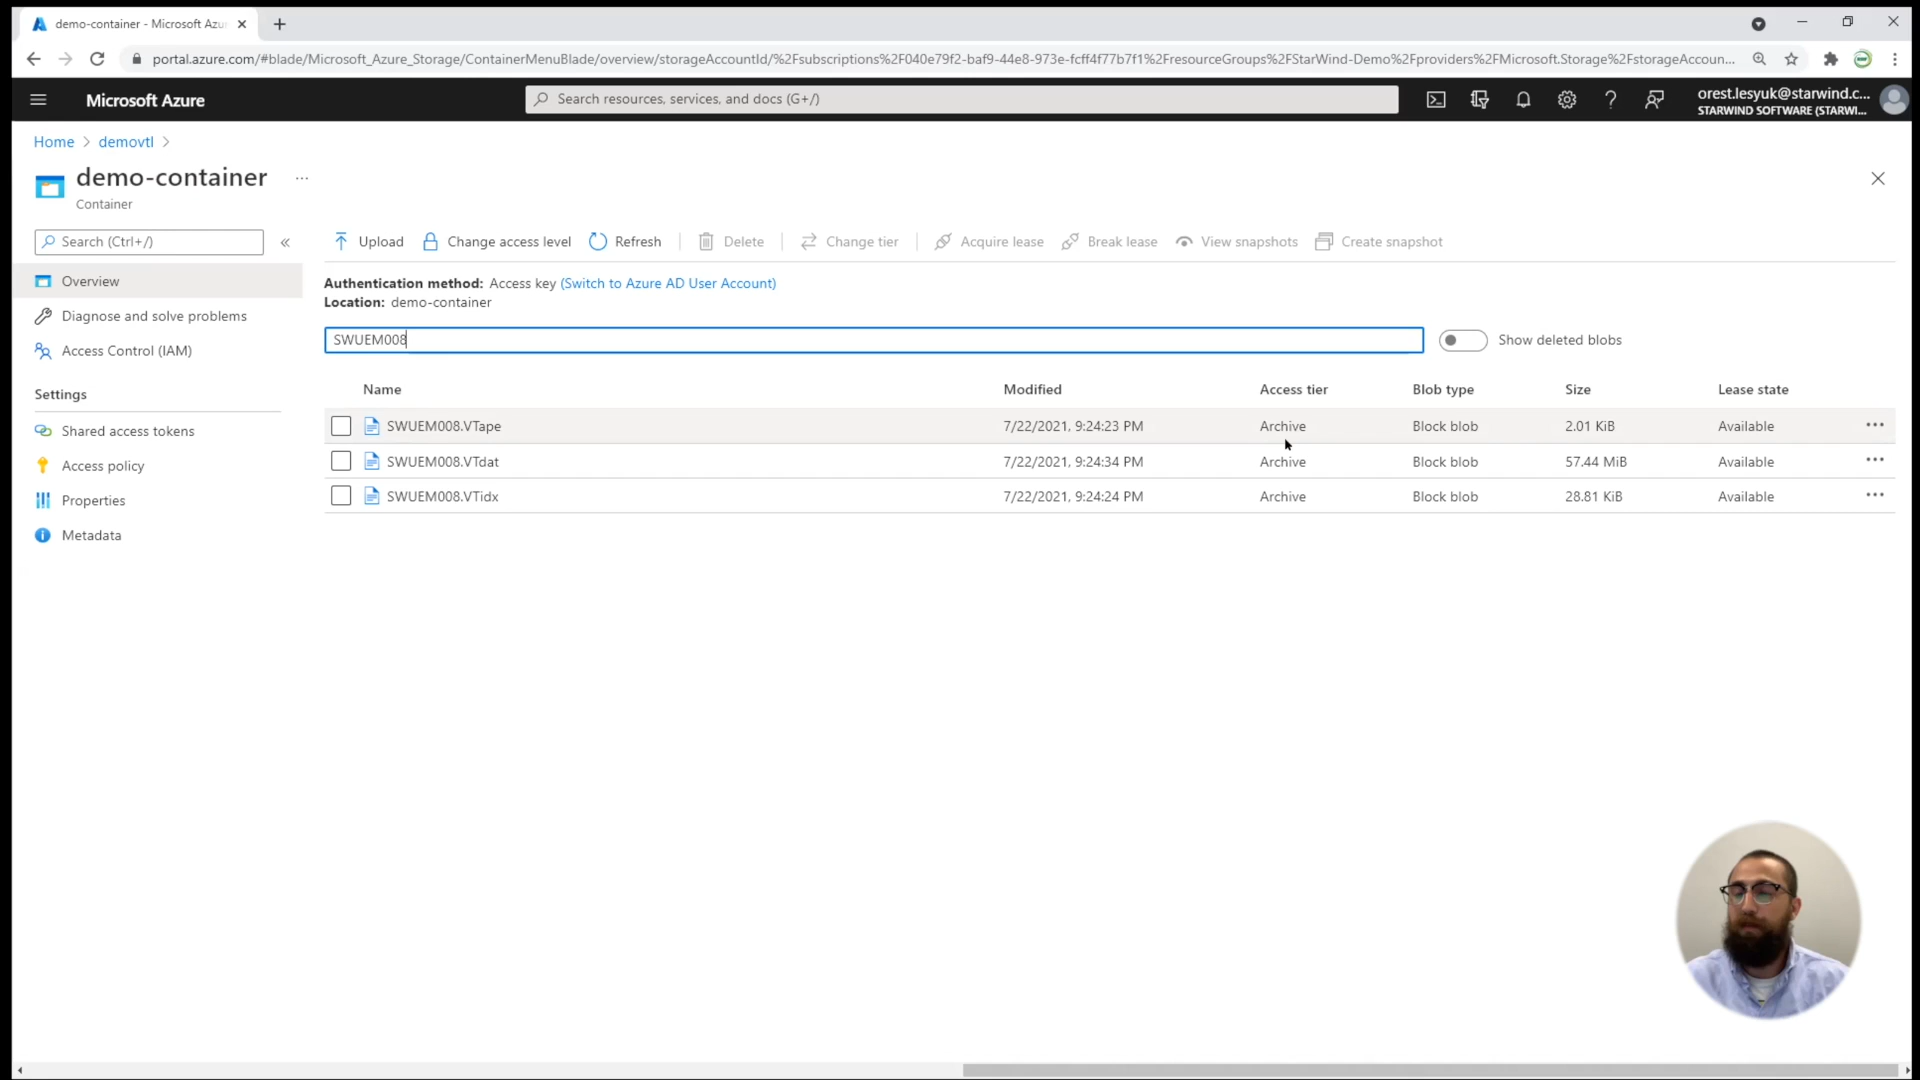 demo-container - Microsoft Azu
portal.azure.com/#blade/Microsoft_Azure_Storage/ContainerMenuBlade/overview/storageAccountId/%2Fsubscriptions%2F040e79f2-baf9-44e8-973e-fcff4f77b7f1%2FresourceGroups%2FStarWind-Demo%2Fproviders%2FMicrosoft.Storage%2FstorageAccoun...
Microsoft Azure
Search resources, services, and docs (G+/)
orest.lesyuk@starwind.c...
STARWIND SOFTWARE (STARWI...
Home > demovtl >
demo-container ...
Container
Search (Ctrl+/) «
Upload Change access level Refresh Delete Change tier Acquire lease Break lease View snapshots Create snapshot
Overview
Diagnose and solve problems
Access Control (IAM)
Settings
Shared access tokens
Access policy
Properties
Metadata
Authentication method: Access key (Switch to Azure AD User Account)
Location: demo-container
SWUEM008
Show deleted blobs
Name Modified Access tier Blob type Size Lease state
SWUEM008.VTape 7/22/2021, 9:24:23 PM Archive Block blob 2.01 KiB Available ...
SWUEM008.VTdat 7/22/2021, 9:24:34 PM Archive Block blob 57.44 MiB Available ...
SWUEM008.VTidx 7/22/2021, 9:24:24 PM Archive Block blob 28.81 KiB Available ...